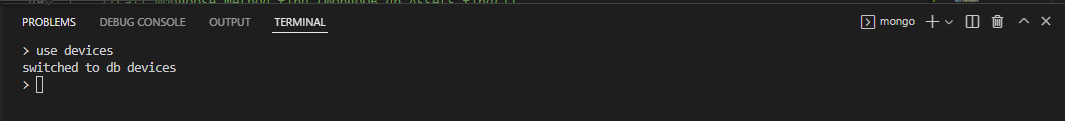 PROBLEMS DEBUG CONSOLE OUTPUT TERMINAL mongo
> use devices
switched to db devices
>